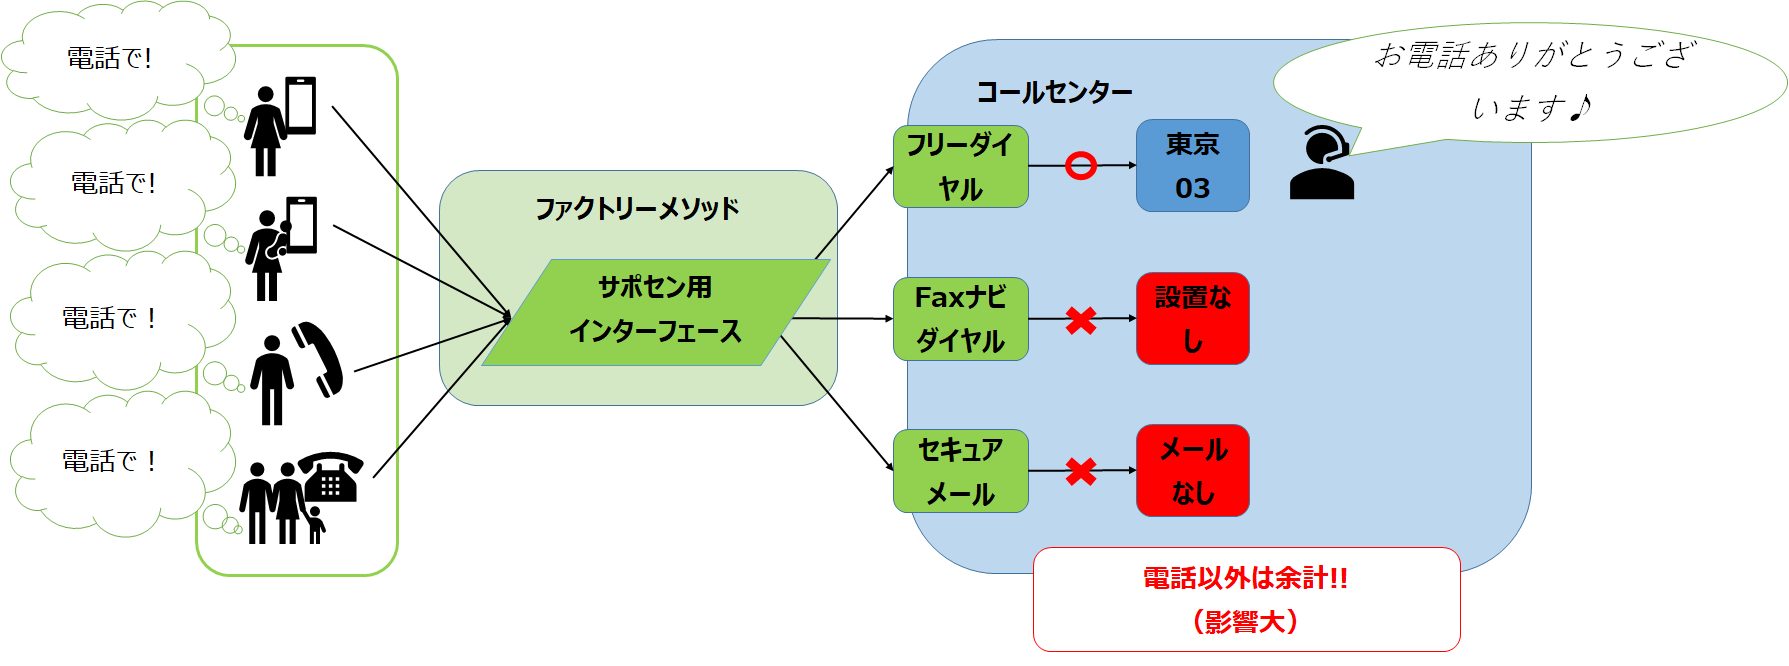 電話で!
電話で!
電話で！
電話で！
ファクトリーメソッド
サポセン用
インターフェース
コールセンター
お電話ありがとうござ
います♪
フリーダイ
ヤル
東京
03
Faxナビ
ダイヤル
設置な
し
セキュア
メール
メール
なし
電話以外は余計!!
（影響大）